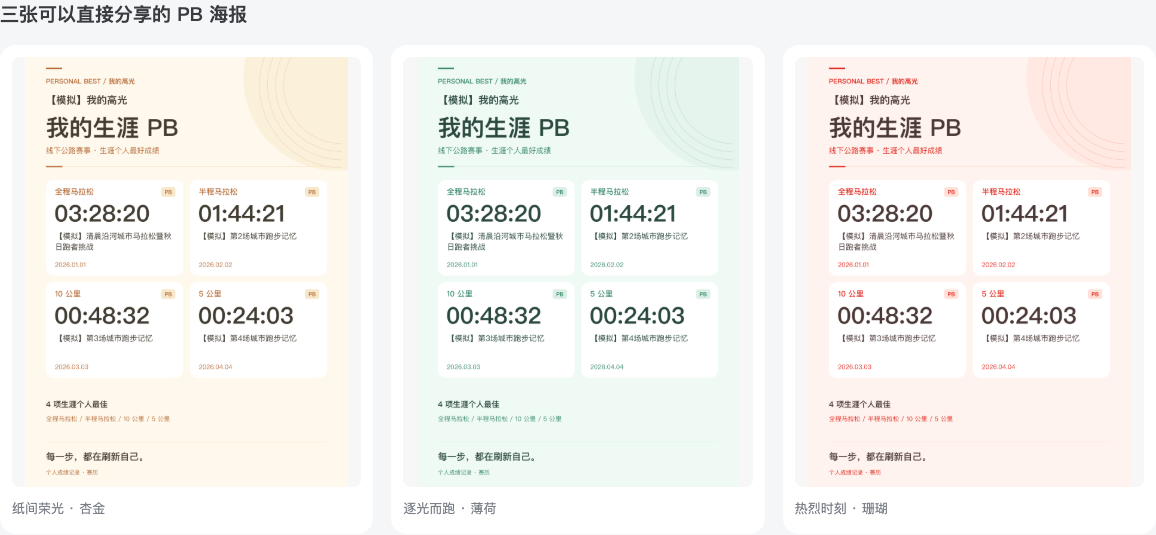 三张可以直接分享的 PB 海报
PERSONAL BEST / 我的高光
【模拟】我的高光
我的生涯 PB
线下公路赛事 · 生涯个人最好成绩
全程马拉松 PB
03:28:20
【模拟】清晨沿河城市马拉松暨秋
日跑者挑战
2026.01.01
半程马拉松 PB
01:44:21
【模拟】第2场城市跑步记忆
2026.02.02
10 公里 PB
00:48:32
【模拟】第3场城市跑步记忆
2026.03.03
5 公里 PB
00:24:03
【模拟】第4场城市跑步记忆
2026.04.04
4 项生涯个人最佳
全程马拉松 / 半程马拉松 / 10 公里 / 5 公里
每一步，都在刷新自己。
个人成绩记录 · 赛历
纸间荣光 · 杏金
PERSONAL BEST / 我的高光
【模拟】我的高光
我的生涯 PB
线下公路赛事 · 生涯个人最好成绩
全程马拉松 PB
03:28:20
【模拟】清晨沿河城市马拉松暨秋
日跑者挑战
2026.01.01
半程马拉松 PB
01:44:21
【模拟】第2场城市跑步记忆
2026.02.02
10 公里 PB
00:48:32
【模拟】第3场城市跑步记忆
2026.03.03
5 公里 PB
00:24:03
【模拟】第4场城市跑步记忆
2026.04.04
4 项生涯个人最佳
全程马拉松 / 半程马拉松 / 10 公里 / 5 公里
每一步，都在刷新自己。
个人成绩记录 · 赛历
逐光而跑 · 薄荷
PERSONAL BEST / 我的高光
【模拟】我的高光
我的生涯 PB
线下公路赛事 · 生涯个人最好成绩
全程马拉松 PB
03:28:20
【模拟】清晨沿河城市马拉松暨秋
日跑者挑战
2026.01.01
半程马拉松 PB
01:44:21
【模拟】第2场城市跑步记忆
2026.02.02
10 公里 PB
00:48:32
【模拟】第3场城市跑步记忆
2026.03.03
5 公里 PB
00:24:03
【模拟】第4场城市跑步记忆
2026.04.04
4 项生涯个人最佳
全程马拉松 / 半程马拉松 / 10 公里 / 5 公里
每一步，都在刷新自己。
个人成绩记录 · 赛历
热烈时刻 · 珊瑚